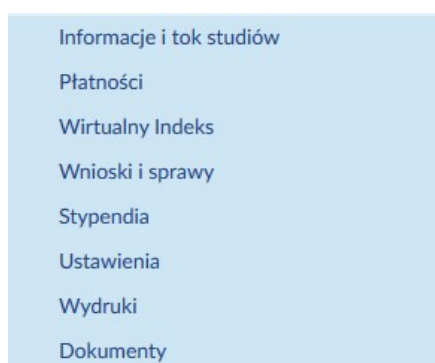 Informacje i tok studiów
Płatności
Wirtualny Indeks
Wnioski i sprawy
Stypendia
Ustawienia
Wydruki
Dokumenty